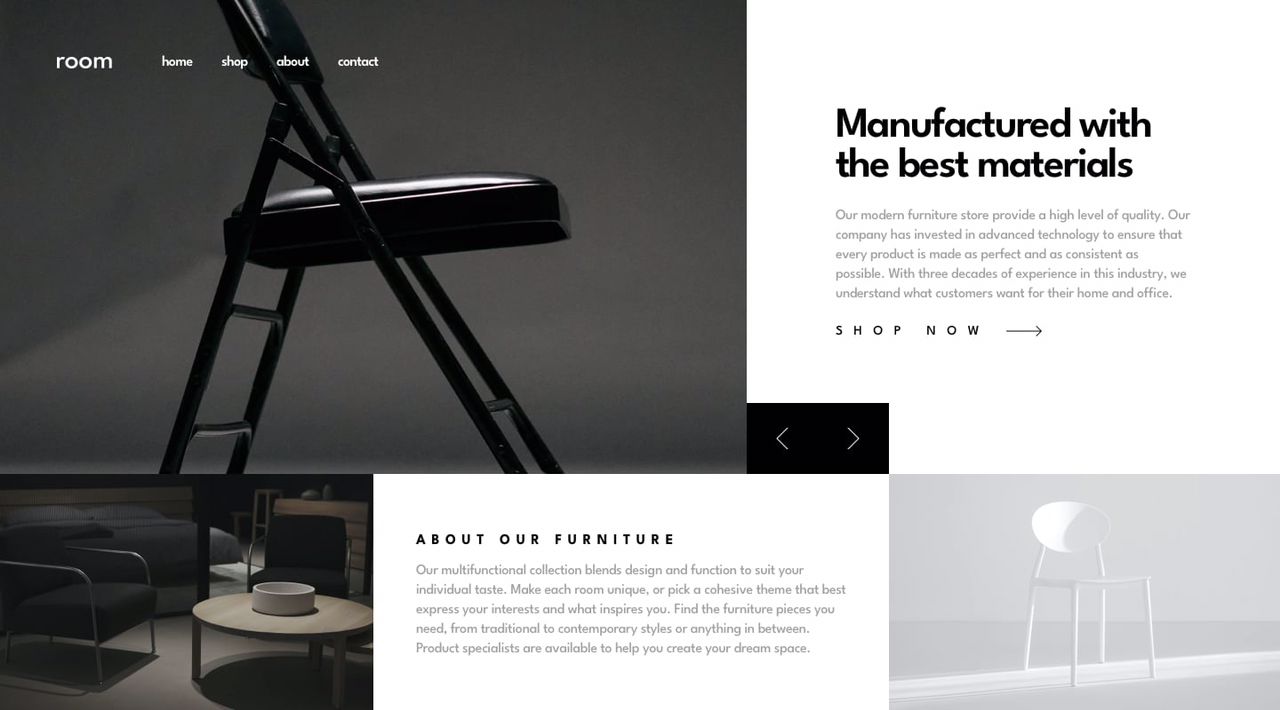 room
home shop about contact
Manufactured with
the best materials
Our modern furniture store provide a high level of quality. Our
company has invested in advanced technology to ensure that
every product is made as perfect and as consistent as
possible. With three decades of experience in this industry, we
understand what customers want for their home and office.
SHOP NOW
ABOUT OUR FURNITURE
Our multifunctional collection blends design and function to suit your
individual taste. Make each room unique, or pick a cohesive theme that best
express your interests and what inspires you. Find the furniture pieces you
need, from traditional to contemporary styles or anything in between.
Product specialists are available to help you create your dream space.